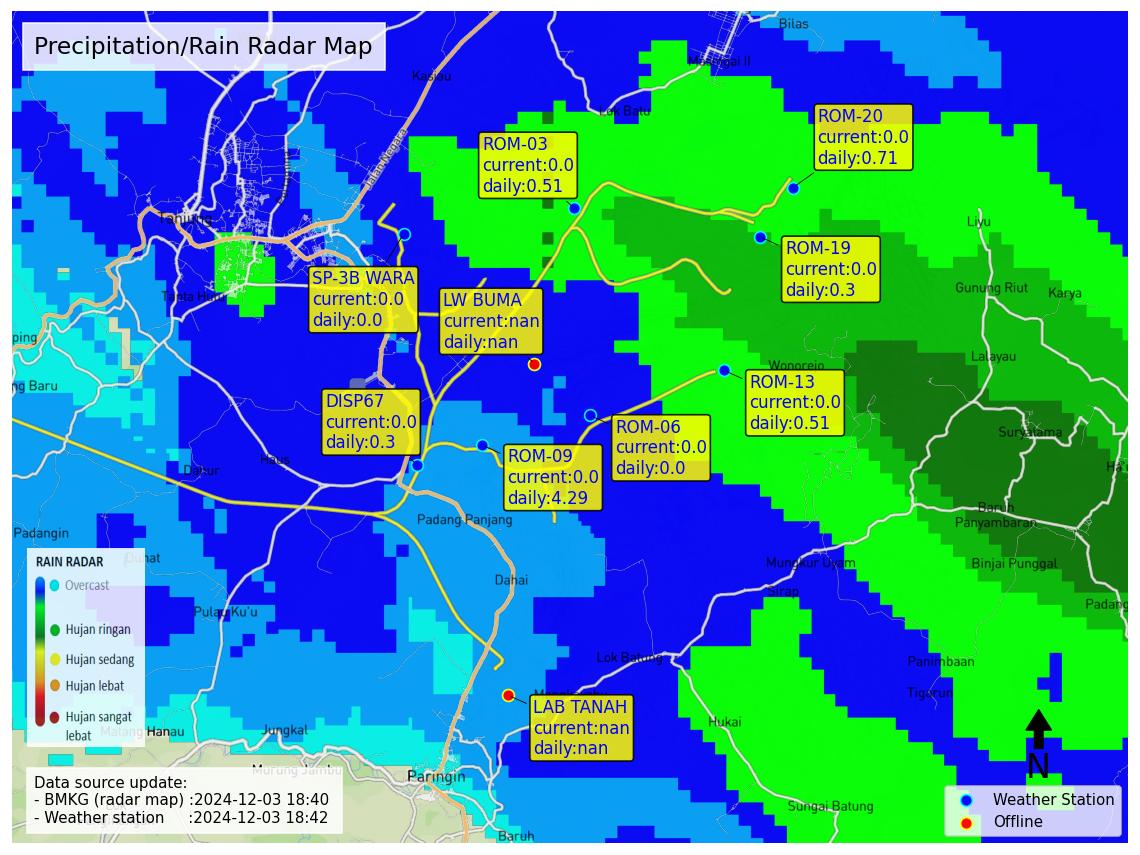 Precipitation/Rain Radar Map
Bilas
Kasiau
Lok Batu
Jalan Negara
ROM-20
current:0.0
daily:0.71
ROM-03
current:0.0
daily:0.51
Tanjung
Liyu
ROM-19
current:0.0
daily:0.3
SP-3B WARA
current:0.0
daily:0.0
LW BUMA
current:nan
daily:nan
Gunung Riut
Karya
ping
Lalayau
Wonorejo
ng Baru
ROM-13
current:0.0
daily:0.51
DISP67
current:0.0
daily:0.3
ROM-06
current:0.0
daily:0.0
Suryatama
ROM-09
current:0.0
daily:4.29
Dahur
Haus
Ha
Baruh
Panyambaran
Padang Panjang
Padangin
Mungkur Uyam
Binjai Punggal
Dahai
Sirap
Padang
Pulau Ku'u
RAIN RADAR
Overcast
Hujan ringan
Hujan sedang
Hujan lebat
Hujan sangat
lebat
Lok Batung
Panimbaan
Tigarun
LAB TANAH
current:nan
daily:nan
Hukai
Matang Hanau
Jungkal
Murung Jambu
Paringin
N
Data source update:
- BMKG (radar map) :2024-12-03 18:40
- Weather station :2024-12-03 18:42
Weather Station
Offline
Sungai Batung
Baruh